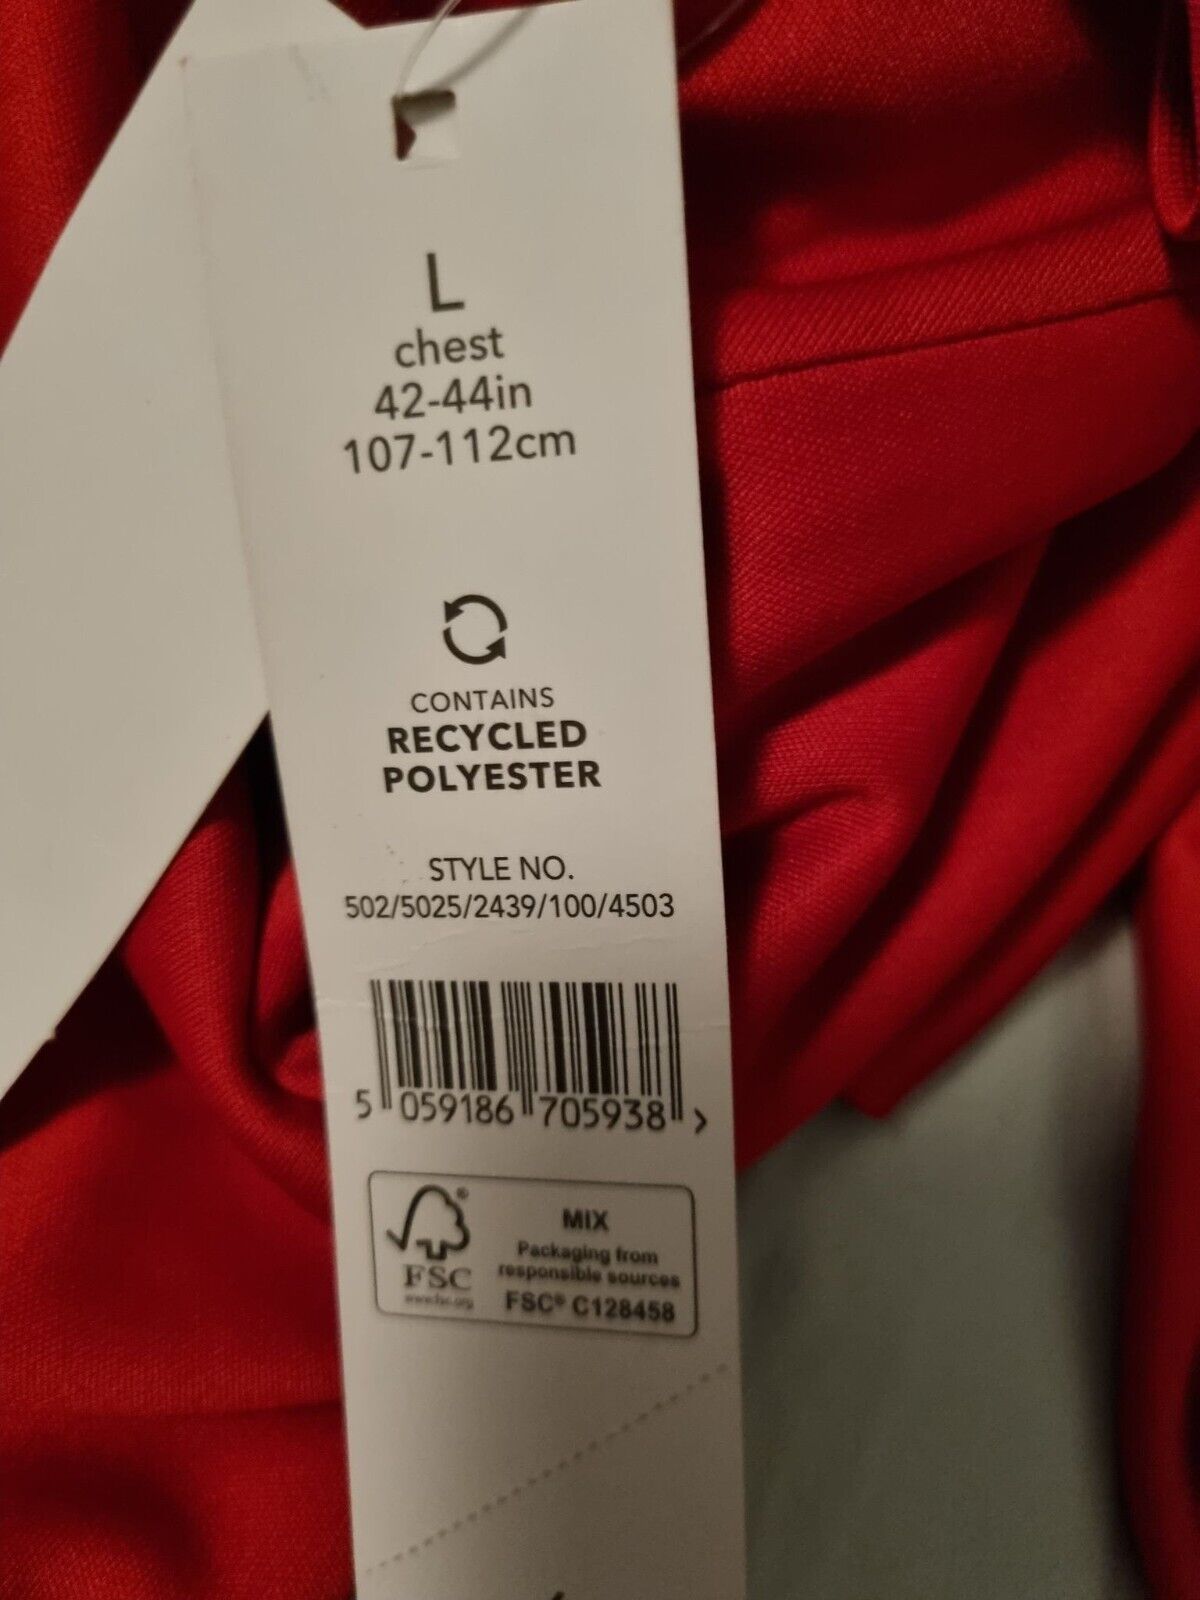 L
chest
42-44in
107-112cm
CONTAINS
RECYCLED
POLYESTER
STYLE NO.
502/5025/2439/100/4503
5 059186 705938 >
FSC®
www.fsc.org
MIX
Packaging from
responsible sources
FSC® C128458